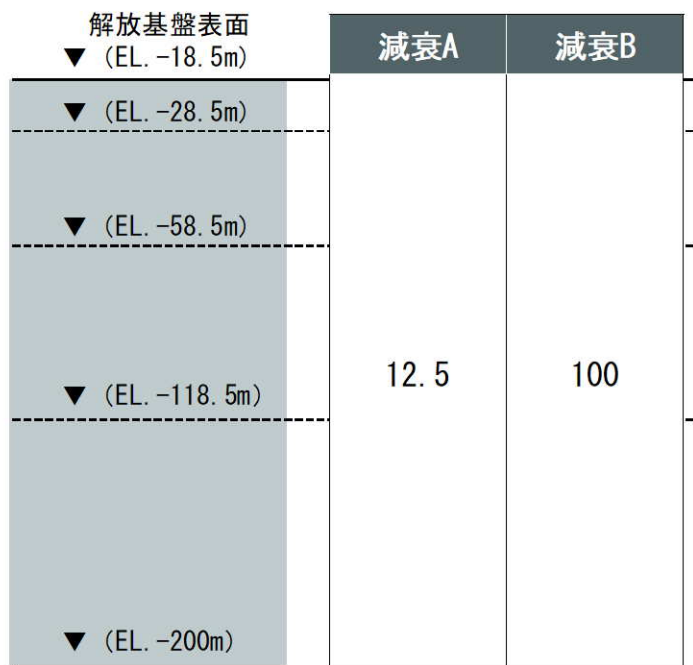 解放基盤表面
▼ (EL.-18.5m)
減衰A
減衰B
▼ (EL.-28.5m)
▼ (EL.-58.5m)
▼ (EL.-118.5m)
12.5
100
▼ (EL.-200m)